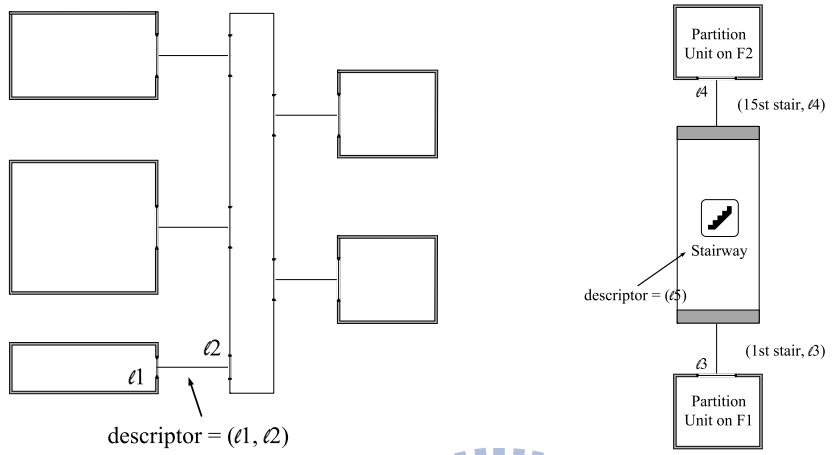 ℓ2
ℓ1
descriptor = (ℓ1, ℓ2)
Partition
Unit on F2
ℓ4
(15st stair, ℓ4)
Stairway
descriptor = (ℓ5)
(1st stair, ℓ3)
ℓ3
Partition
Unit on F1